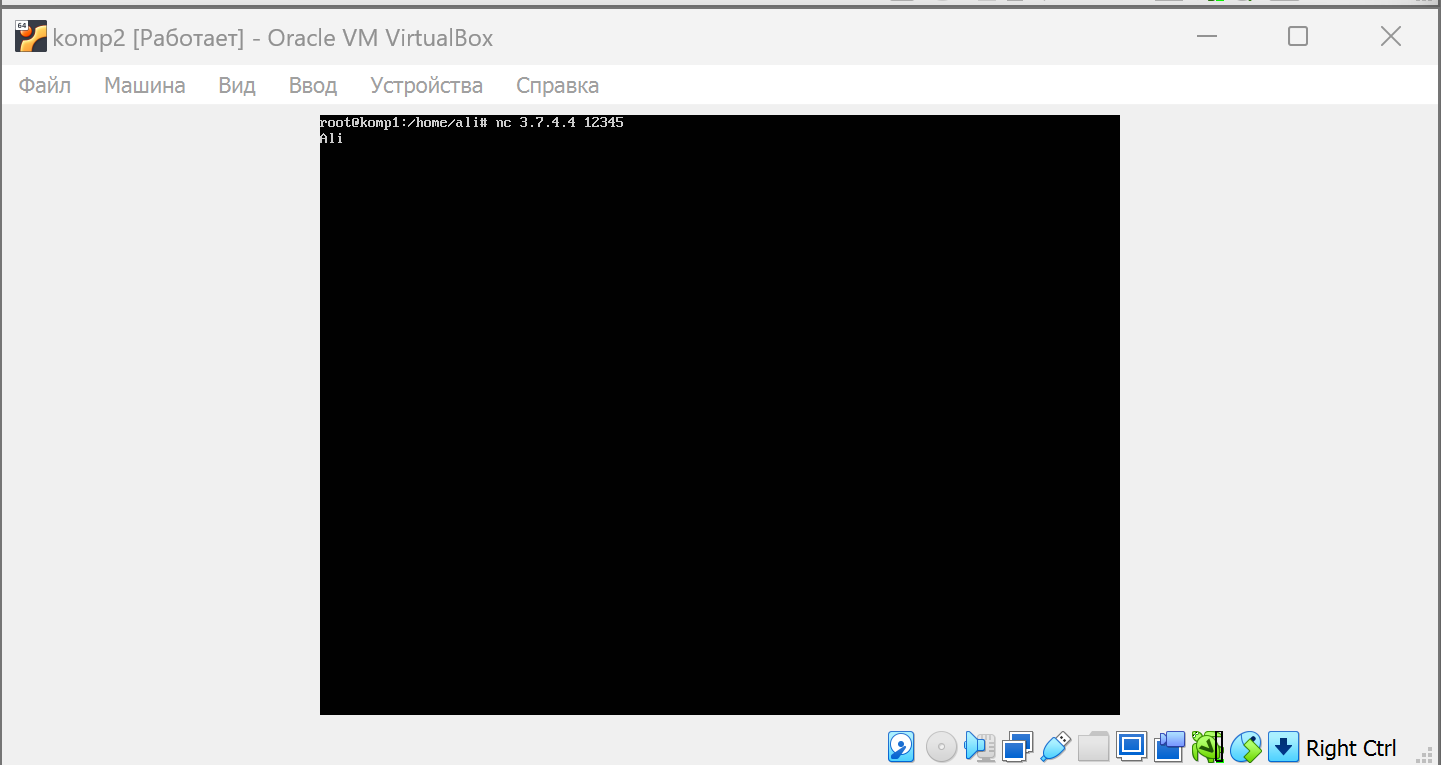 64
komp2 [Работает] - Oracle VM VirtualBox
Файл Машина Вид Ввод Устройства Справка
root@komp1:/home/ali# nc 3.7.4.4 12345
Ali
Right Ctrl